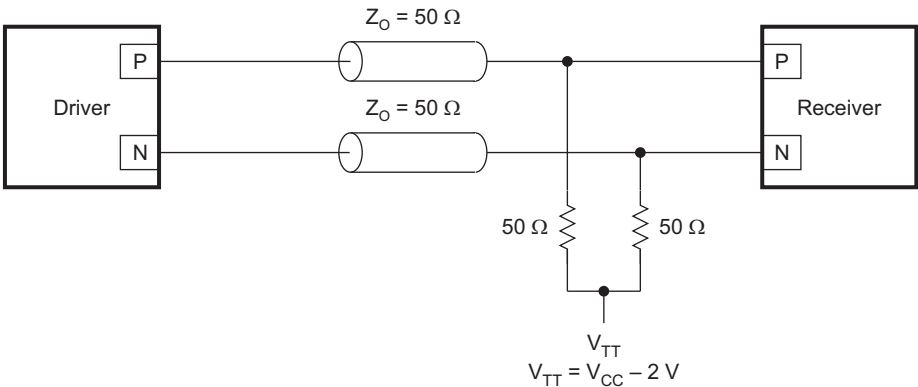 Z_O = 50 Ω
P
P
Driver
Z_O = 50 Ω
Receiver
N
N
50 Ω
50 Ω
V_TT
V_TT = V_CC – 2 V